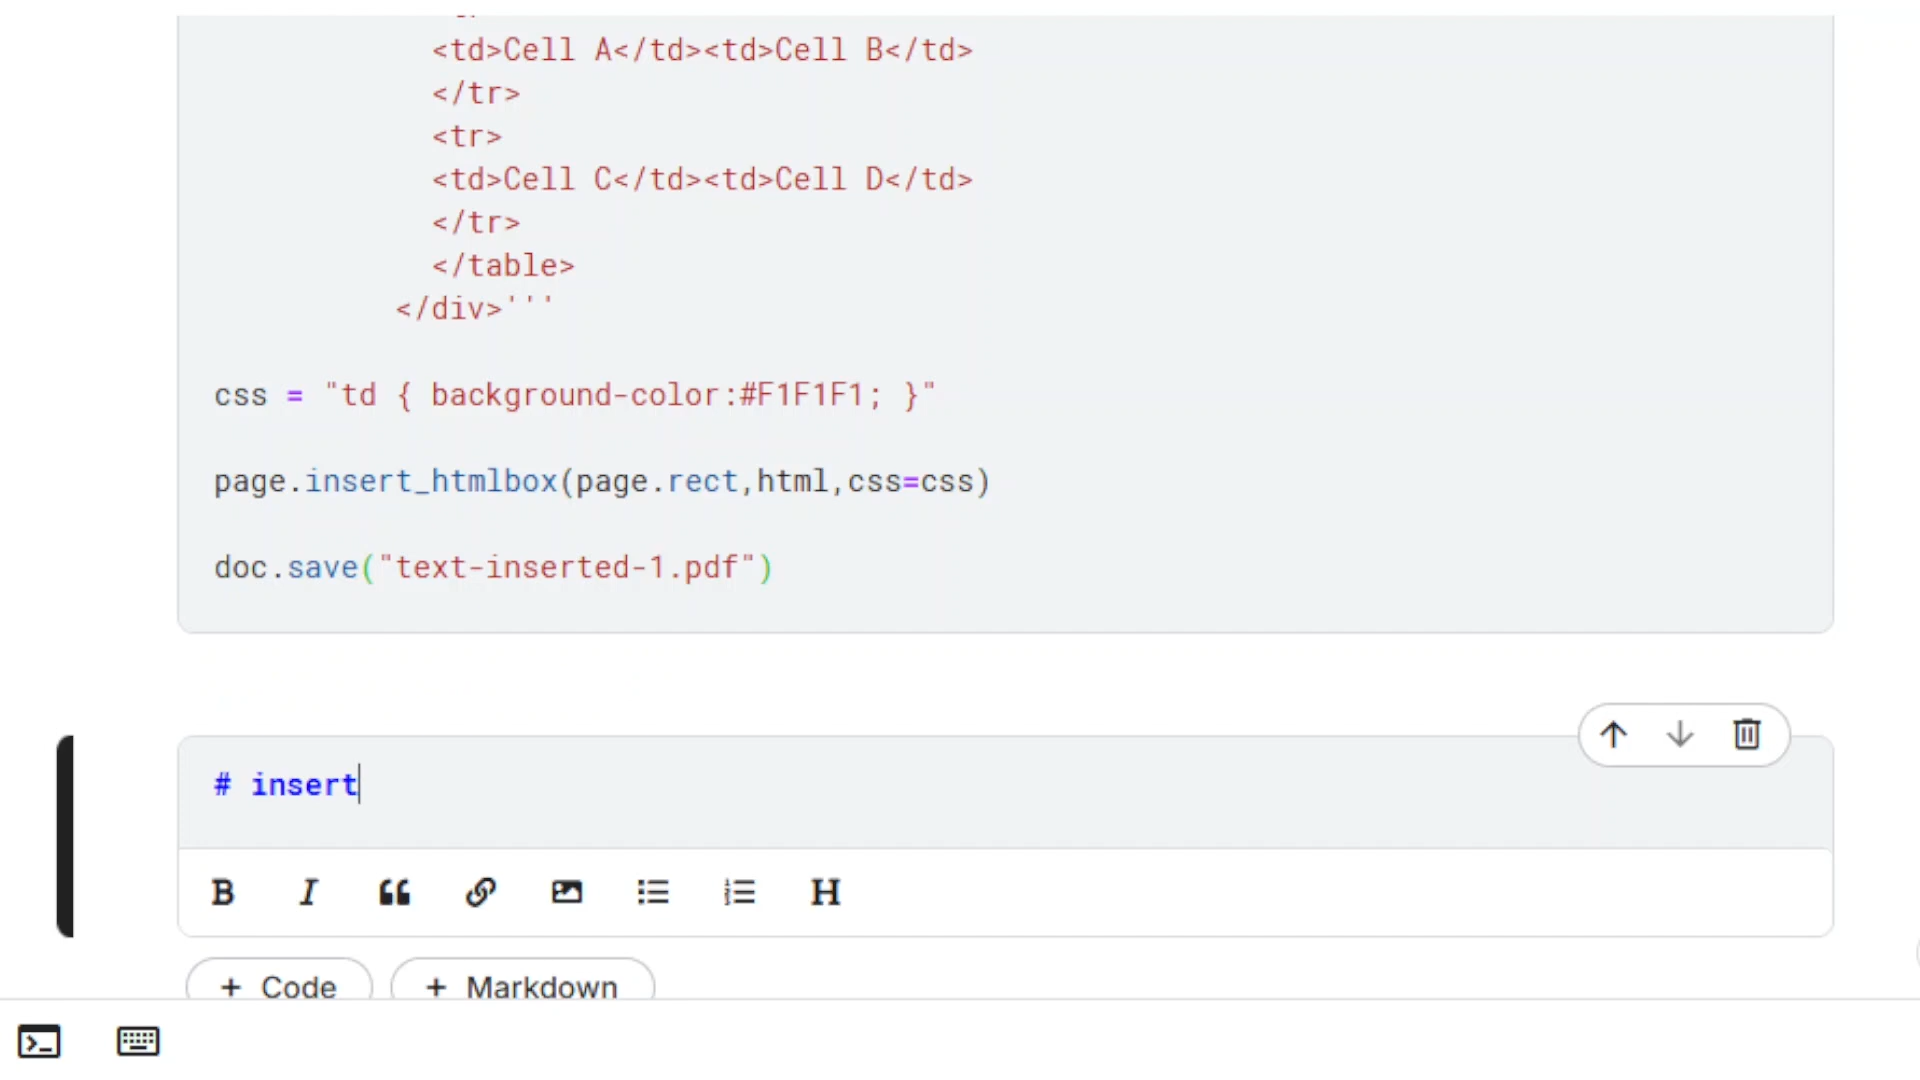 <td>Cell A</td><td>Cell B</td>
</tr>
<tr>
<td>Cell C</td><td>Cell D</td>
</tr>
</table>
</div>'''
css = "td { background-color:#F1F1F1; }"
page.insert_htmlbox(page.rect,html,css=css)
doc.save("text-inserted-1.pdf")
# insert
B I H
+ Code + Markdown